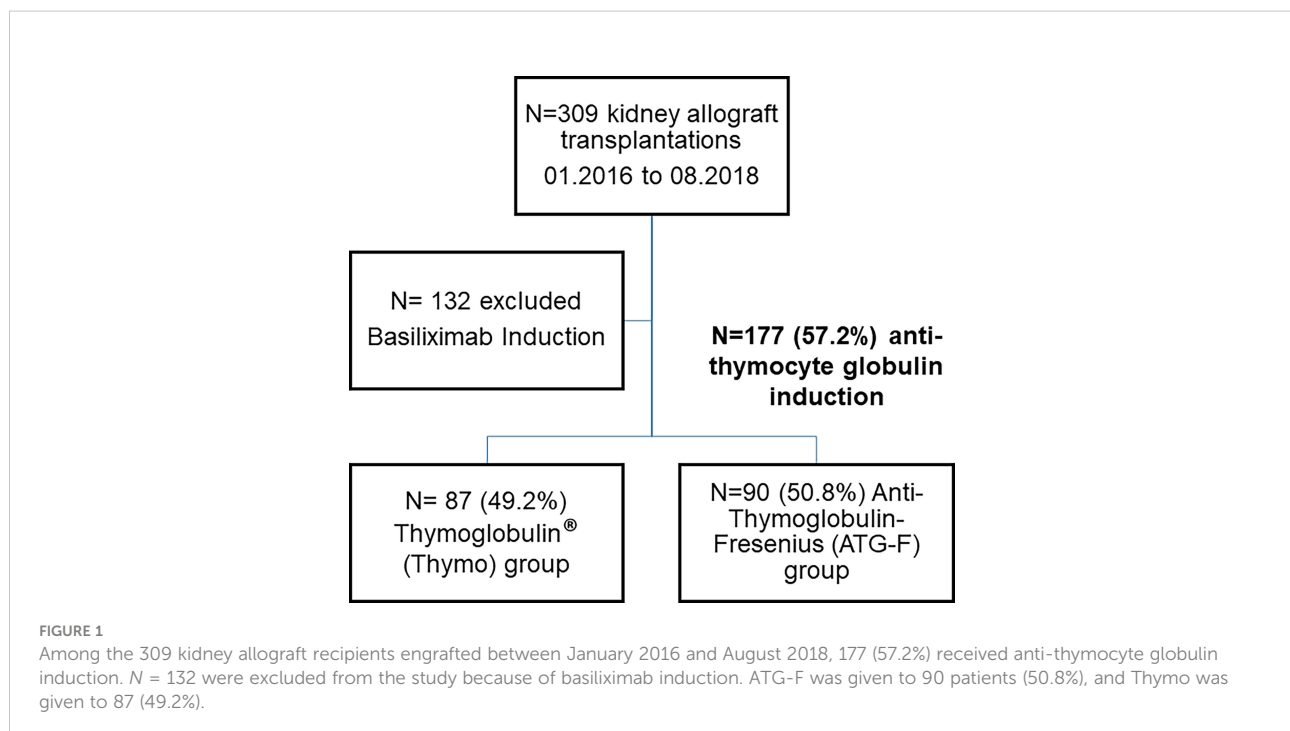 N=309 kidney allograft
transplantations
01.2016 to 08.2018
N= 132 excluded
Basiliximab Induction
N=177 (57.2%) anti-
thymocyte globulin
induction
N= 87 (49.2%)
Thymoglobulin®
(Thymo) group
N=90 (50.8%) Anti-
Thymoglobulin-
Fresenius (ATG-F)
group
FIGURE 1
Among the 309 kidney allograft recipients engrafted between January 2016 and August 2018, 177 (57.2%) received anti-thymocyte globulin
induction. N = 132 were excluded from the study because of basiliximab induction. ATG-F was given to 90 patients (50.8%), and Thymo was
given to 87 (49.2%).